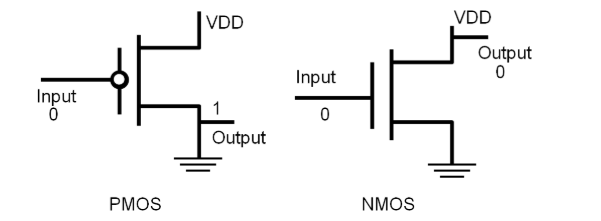 VDD
Input
0
1
Output
PMOS
VDD
Output
0
Input
0
NMOS